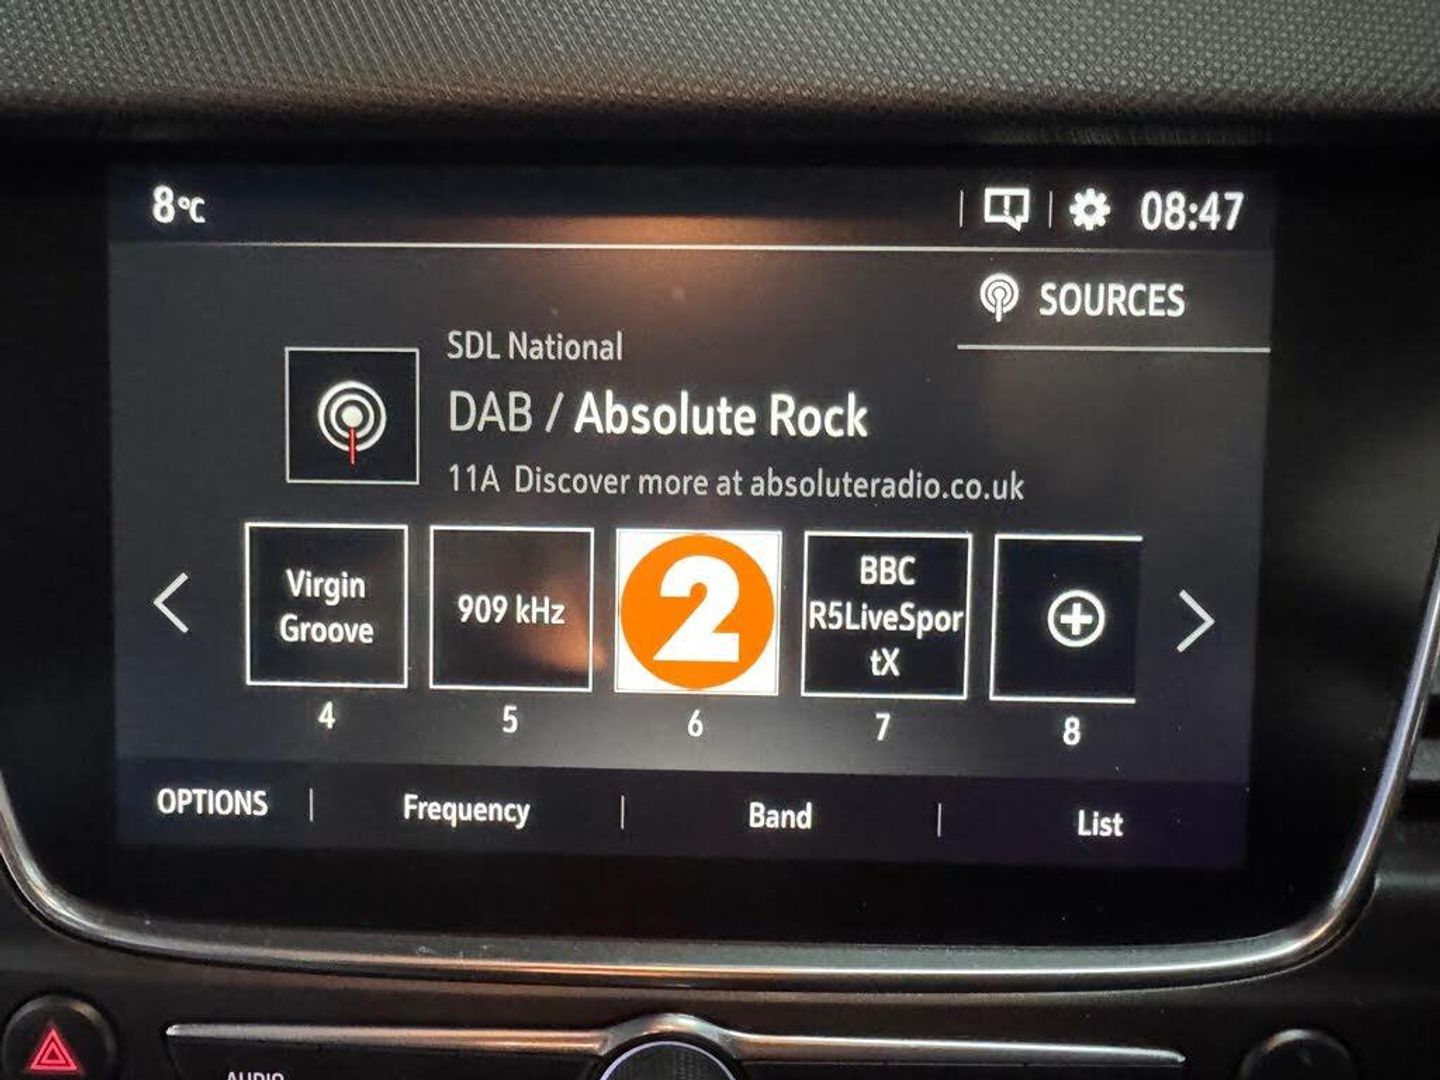 8°C
08:47
SOURCES
SDL National
DAB / Absolute Rock
11A Discover more at absoluteradio.co.uk
Virgin
Groove
909 kHz
2
BBC
R5LiveSpor
tX
4
5
6
7
8
OPTIONS
Frequency
Band
List
AUDIO